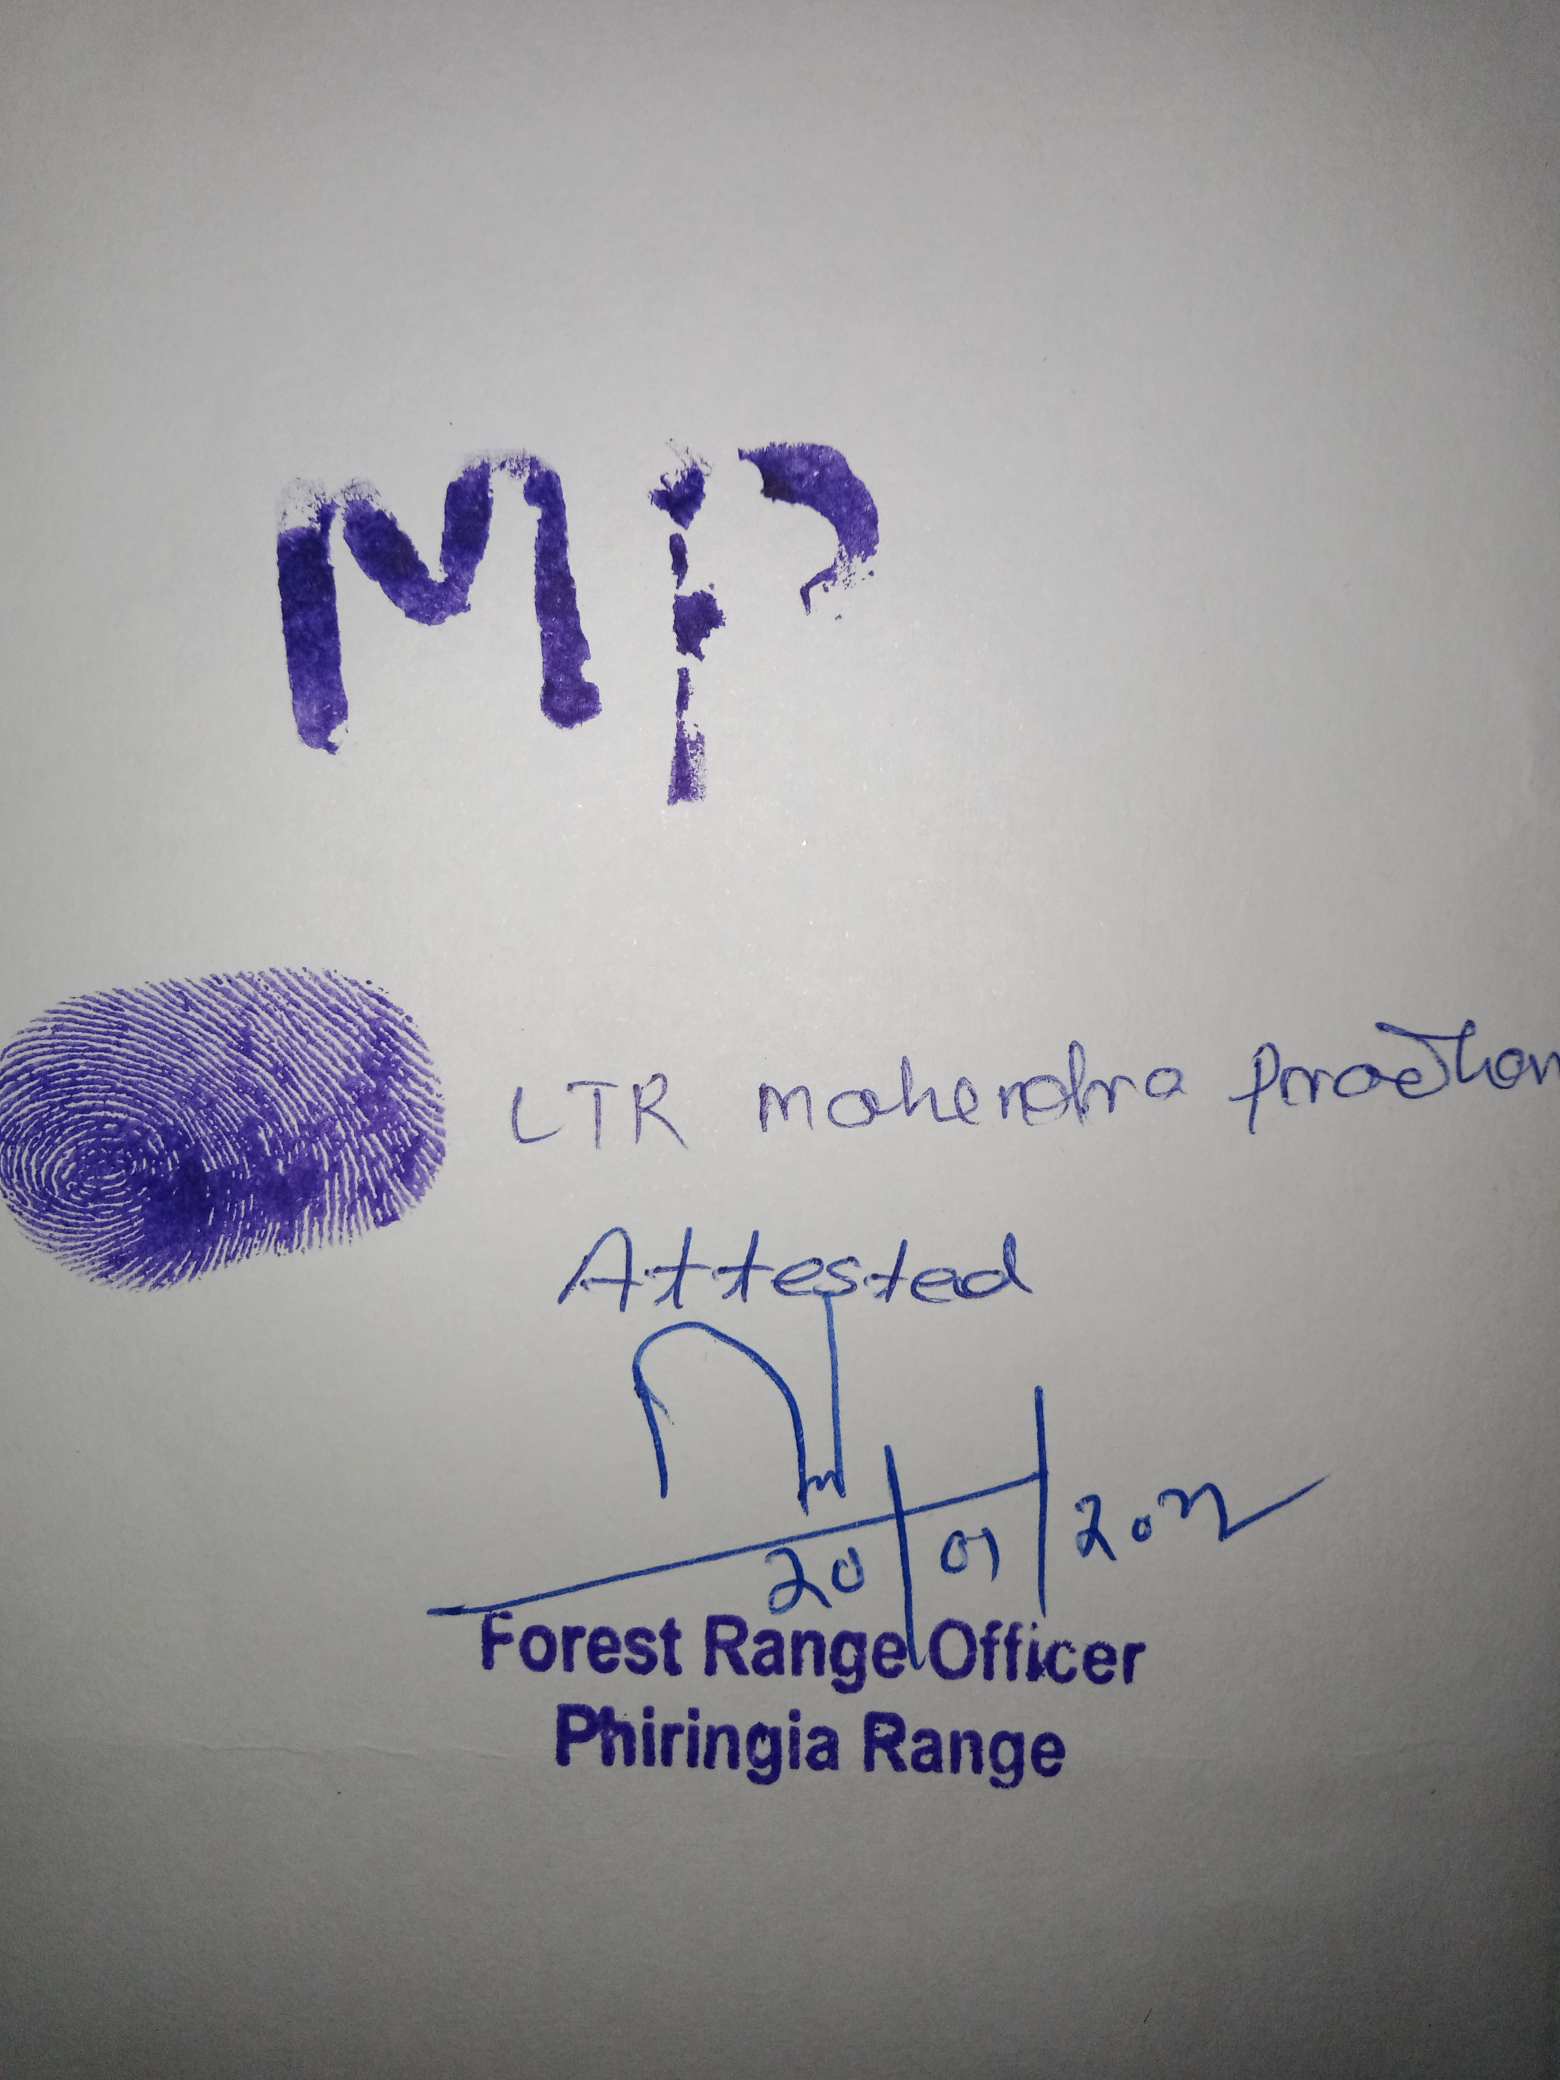 MP
LTR Mahendra Pradhan
Attested
20/01/2022
Forest Range Officer
Phiringia Range